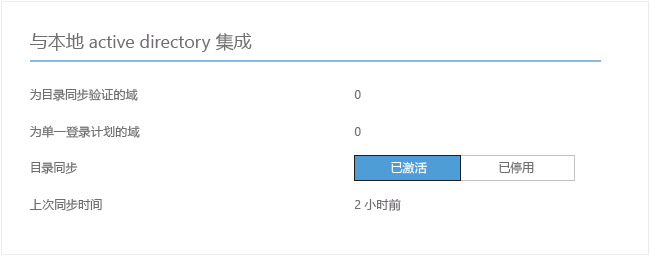 与本地 active directory 集成
为目录同步验证的域 0
为单一登录计划的域 0
目录同步 已激活 已停用
上次同步时间 2 小时前